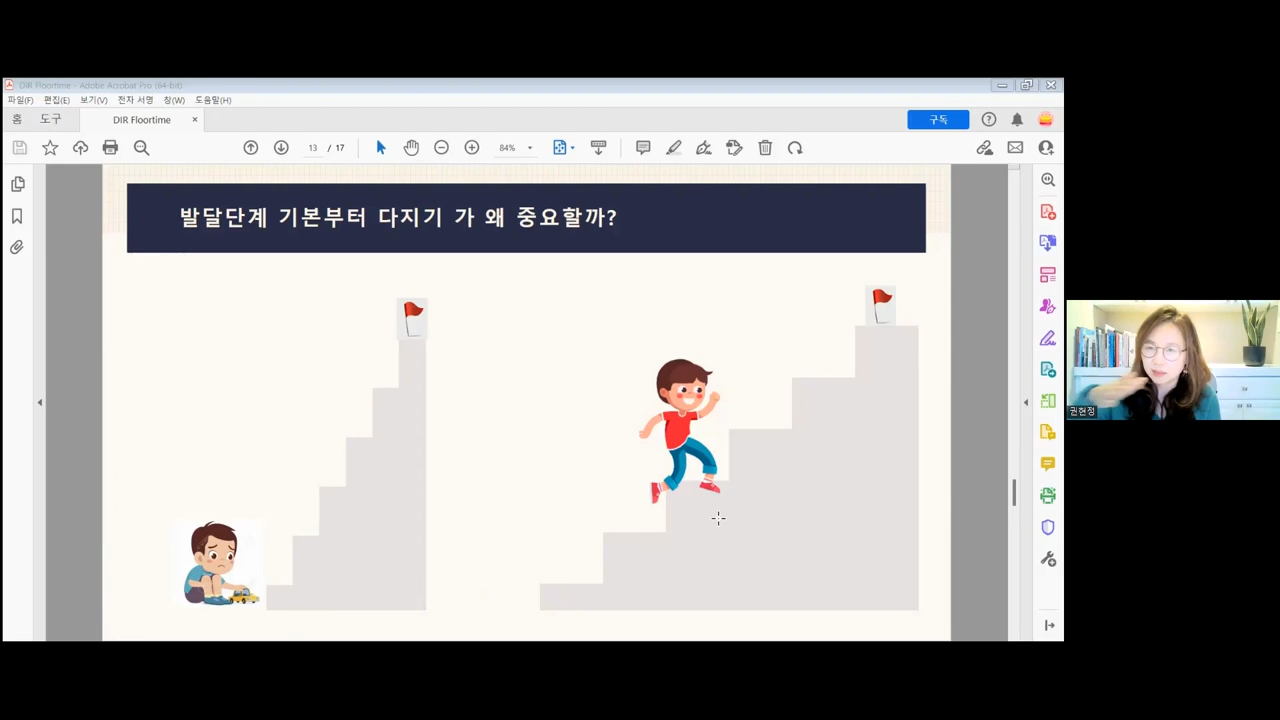 DIR Floortime - Adobe Acrobat Pro (64-bit)
파일(F) 편집(E) 보기(V) 전자 서명 창(W) 도움말(H)
홈 도구 DIR Floortime × 구독
13 / 17 84%
발달단계 기본부터 다지기 가 왜 중요할까?
권현정